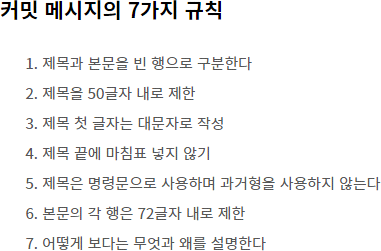 커밋 메시지의 7가지 규칙
1. 제목과 본문을 빈 행으로 구분한다
2. 제목을 50글자 내로 제한
3. 제목 첫 글자는 대문자로 작성
4. 제목 끝에 마침표 넣지 않기
5. 제목은 명령문으로 사용하며 과거형을 사용하지 않는다
6. 본문의 각 행은 72글자 내로 제한
7. 어떻게 보다는 무엇과 왜를 설명한다